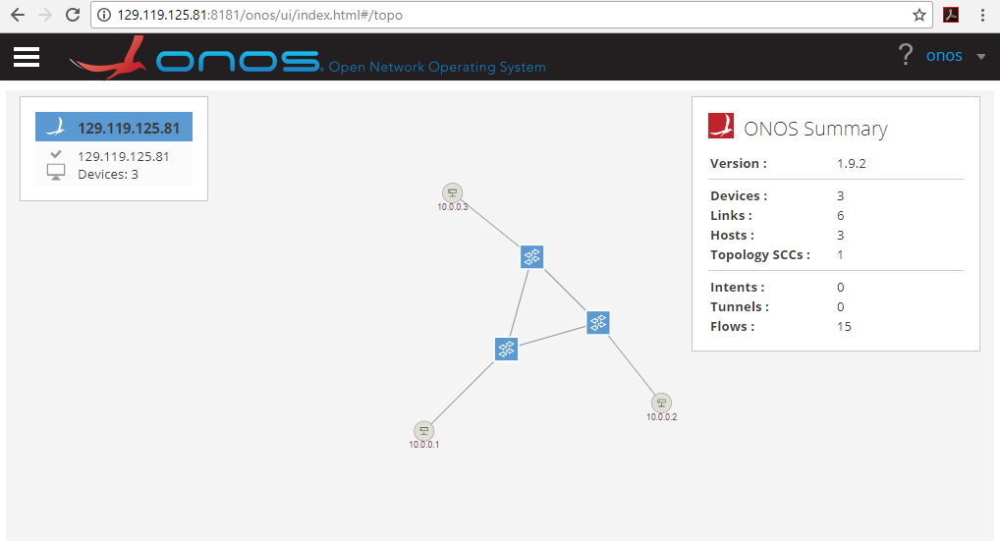 129.119.125.81:8181/onos/ui/index.html#/topo
onos Open Network Operating System
? onos
129.119.125.81
129.119.125.81
Devices: 3
10.0.0.3
10.0.0.1
10.0.0.2
ONOS Summary
Version : 1.9.2
Devices : 3
Links : 6
Hosts : 3
Topology SCCs : 1
Intents : 0
Tunnels : 0
Flows : 15